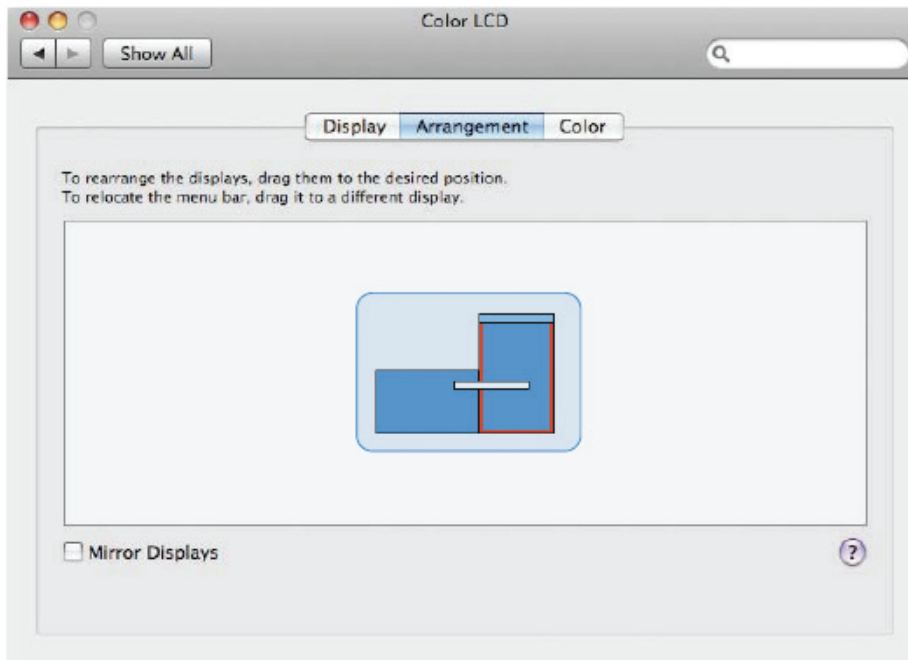 Color LCD
Show All
Display Arrangement Color
To rearrange the displays, drag them to the desired position.
To relocate the menu bar, drag it to a different display.
Mirror Displays
?